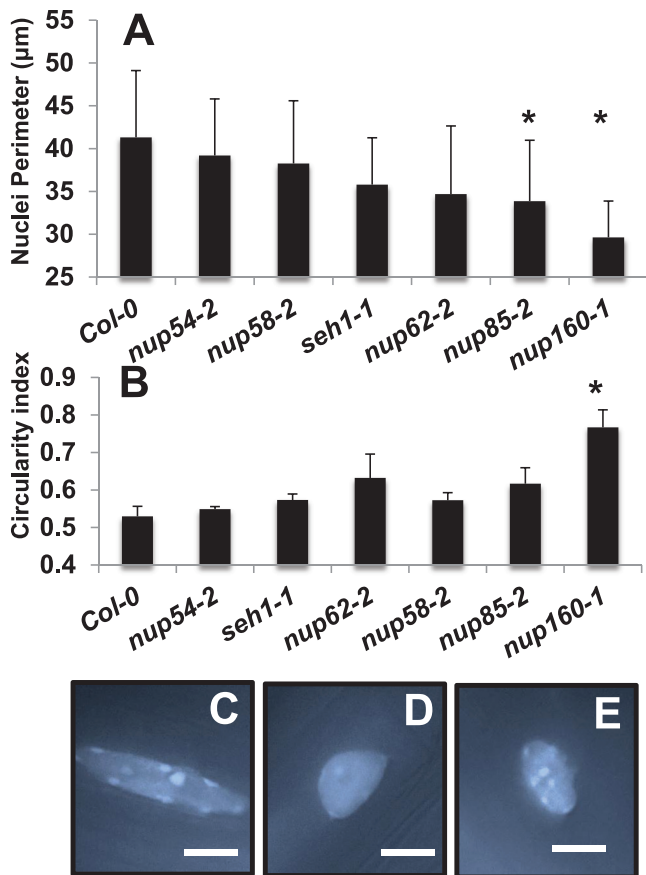 A
Nuclei Perimeter (µm)
55
50
45
40
35
30
25
* *
Col-0 nup54-2 nup58-2 seh1-1 nup62-2 nup85-2 nup160-1
B
Circularity index
0.9
0.8
0.7
0.6
0.5
0.4
*
Col-0 nup54-2 seh1-1 nup62-2 nup58-2 nup85-2 nup160-1
C D E